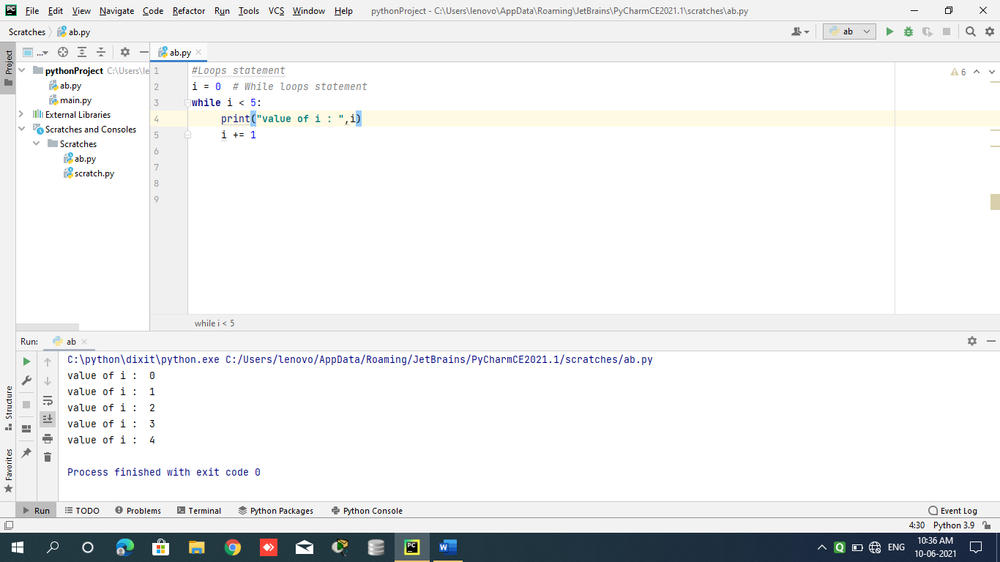 PC File Edit View Navigate Code Refactor Run Tools VCS Window Help pythonProject - C:\Users\lenovo\AppData\Roaming\JetBrains\PyCharmCE2021.1\scratches\ab.py
Scratches ab.py ab
Project
... ab.py
pythonProject C:\Users\le
ab.py
main.py
External Libraries
Scratches and Consoles
Scratches
ab.py
scratch.py
1 #Loops statement
2 i = 0  # While loops statement
3 while i < 5:
4      print("value of i : ",i)
5      i += 1
6
7
8
9
6
while i < 5
Run: ab
C:\python\dixit\python.exe C:/Users/lenovo/AppData/Roaming/JetBrains/PyCharmCE2021.1/scratches/ab.py
value of i :  0
value of i :  1
value of i :  2
value of i :  3
value of i :  4
Process finished with exit code 0
Structure
Favorites
Run TODO Problems Terminal Python Packages Python Console Event Log
4:30 Python 3.9
PC W Q ENG 10:36 AM
10-06-2021